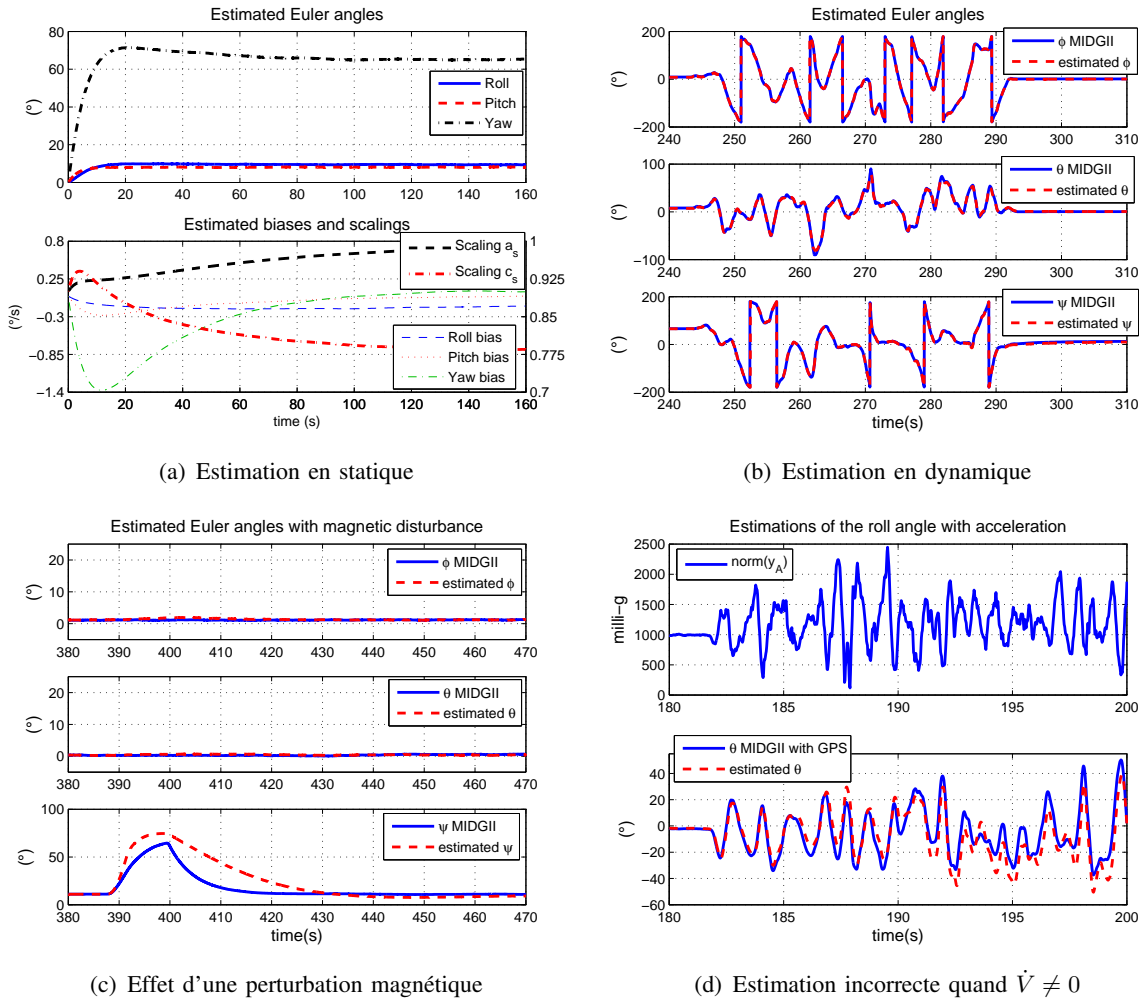 Estimated Euler angles
80
60
40
20
0
(°)
Roll
Pitch
Yaw
0 20 40 60 80 100 120 140 160
Estimated biases and scalings
0.8
0.25
−0.3
−0.85
−1.4
(°/s)
1
0.925
0.85
0.775
0.7
Scaling a_s
Scaling c_s
Roll bias
Pitch bias
Yaw bias
0 20 40 60 80 100 120 140 160
time (s)
(a) Estimation en statique
Estimated Euler angles
200
0
−200
(°)
ϕ MIDGII
estimated ϕ
240 250 260 270 280 290 300 310
100
0
−100
(°)
θ MIDGII
estimated θ
240 250 260 270 280 290 300 310
200
0
−200
(°)
ψ MIDGII
estimated ψ
240 250 260 270 280 290 300 310
time(s)
(b) Estimation en dynamique
Estimated Euler angles with magnetic disturbance
20
10
0
(°)
ϕ MIDGII
estimated ϕ
380 390 400 410 420 430 440 450 460 470
20
10
0
(°)
θ MIDGII
estimated θ
380 390 400 410 420 430 440 450 460 470
100
50
0
(°)
ψ MIDGII
estimated ψ
380 390 400 410 420 430 440 450 460 470
time(s)
(c) Effet d'une perturbation magnétique
Estimations of the roll angle with acceleration
2500
2000
1500
1000
500
0
milli−g
norm(y_A)
180 185 190 195 200
40
20
0
−20
−40
−60
(°)
θ MIDGII with GPS
estimated θ
180 185 190 195 200
time(s)
(d) Estimation incorrecte quand V̇ ≠ 0